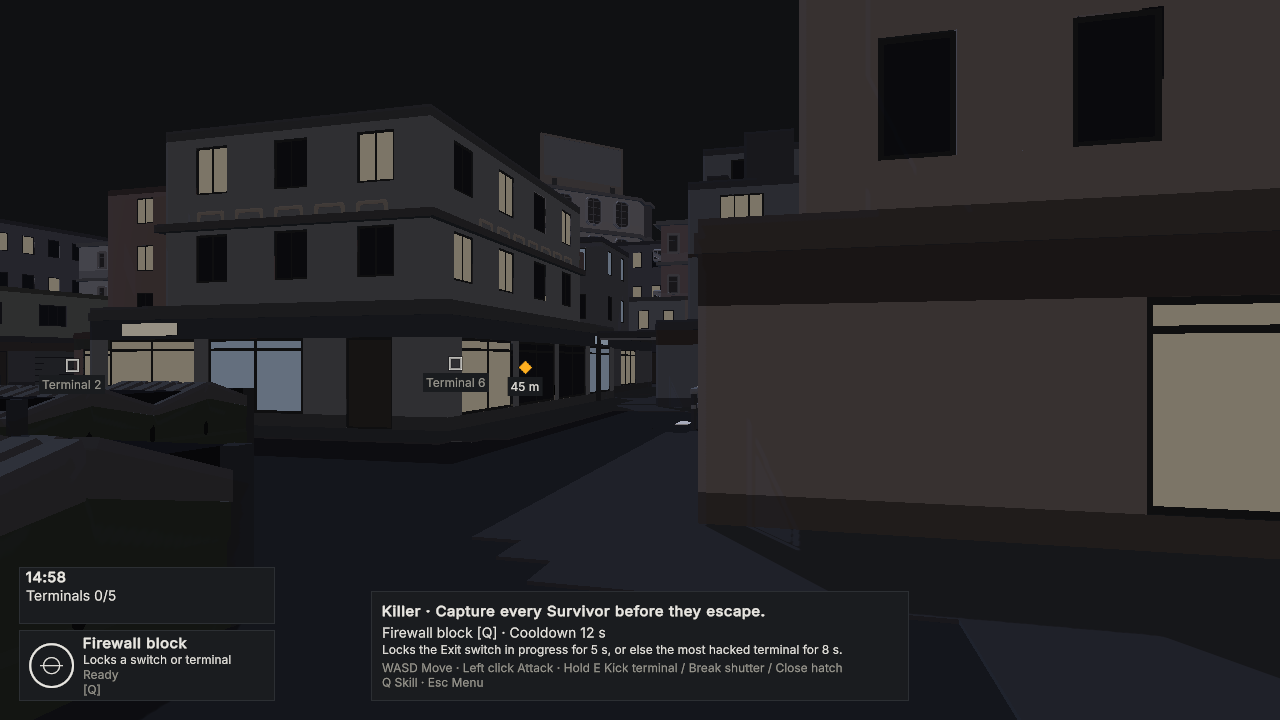 Terminal 2
Terminal 6
45 m
14:58
Terminals 0/5
Firewall block
Locks a switch or terminal
Ready
[Q]
Killer · Capture every Survivor before they escape.
Firewall block [Q] · Cooldown 12 s
Locks the Exit switch in progress for 5 s, or else the most hacked terminal for 8 s.
WASD Move · Left click Attack · Hold E Kick terminal / Break shutter / Close hatch
Q Skill · Esc Menu